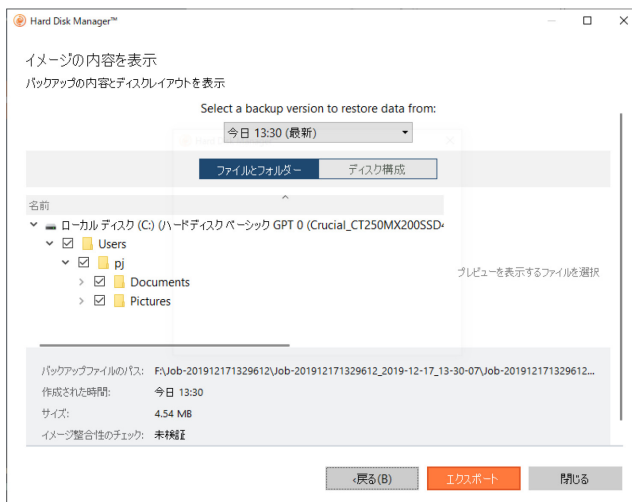 Hard Disk Manager™
イメージの内容を表示
バックアップの内容とディスクレイアウトを表示
Select a backup version to restore data from:
今日 13:30 (最新)
ファイルとフォルダー ディスク構成
名前
ローカル ディスク (C:) (ハードディスク ベーシック GPT 0 (Crucial_CT250MX200SSD4
Users
pj
Documents
Pictures
プレビューを表示するファイルを選択
バックアップファイルのパス: F:\Job-201912171329612\Job-201912171329612_2019-12-17_13-30-07\Job-201912171329612...
作成された時間: 今日 13:30
サイズ: 4.54 MB
イメージ整合性のチェック: 未検証
‹戻る(B) エクスポート 閉じる